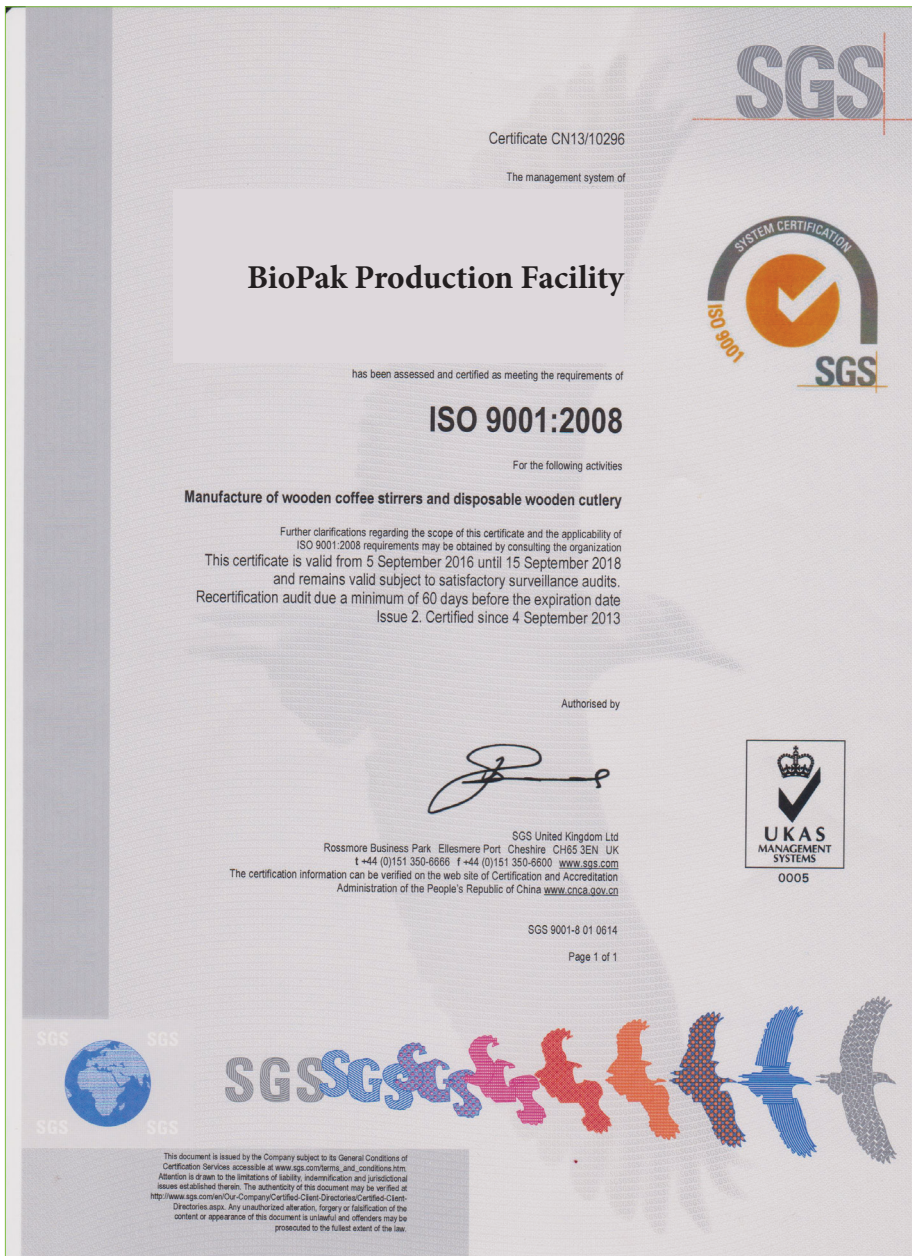 SGS
Certificate CN13/10296
The management system of
BioPak Production Facility
SYSTEM CERTIFICATION
ISO 9001
SGS
has been assessed and certified as meeting the requirements of
ISO 9001:2008
For the following activities
Manufacture of wooden coffee stirrers and disposable wooden cutlery
Further clarifications regarding the scope of this certificate and the applicability of
ISO 9001:2008 requirements may be obtained by consulting the organization
This certificate is valid from 5 September 2016 until 15 September 2018
and remains valid subject to satisfactory surveillance audits.
Recertification audit due a minimum of 60 days before the expiration date
Issue 2. Certified since 4 September 2013
Authorised by
SGS United Kingdom Ltd
Rossmore Business Park Ellesmere Port Cheshire CH65 3EN UK
t +44 (0)151 350-6666 f +44 (0)151 350-6600 www.sgs.com
The certification information can be verified on the web site of Certification and Accreditation
Administration of the People's Republic of China www.cnca.gov.cn
UKAS
MANAGEMENT
SYSTEMS
0005
SGS 9001-8 01 0614
Page 1 of 1
SGS SGS
SGS SGS
SGS SGS SGS
This document is issued by the Company subject to its General Conditions of
Certification Services accessible at www.sgs.com/terms_and_conditions.htm.
Attention is drawn to the limitations of liability, indemnification and jurisdictional
issues established therein. The authenticity of this document may be verified at
http://www.sgs.com/en/Our-Company/Certified-Client-Directories/Certified-Client-
Directories.aspx. Any unauthorized alteration, forgery or falsification of the
content or appearance of this document is unlawful and offenders may be
prosecuted to the fullest extent of the law.